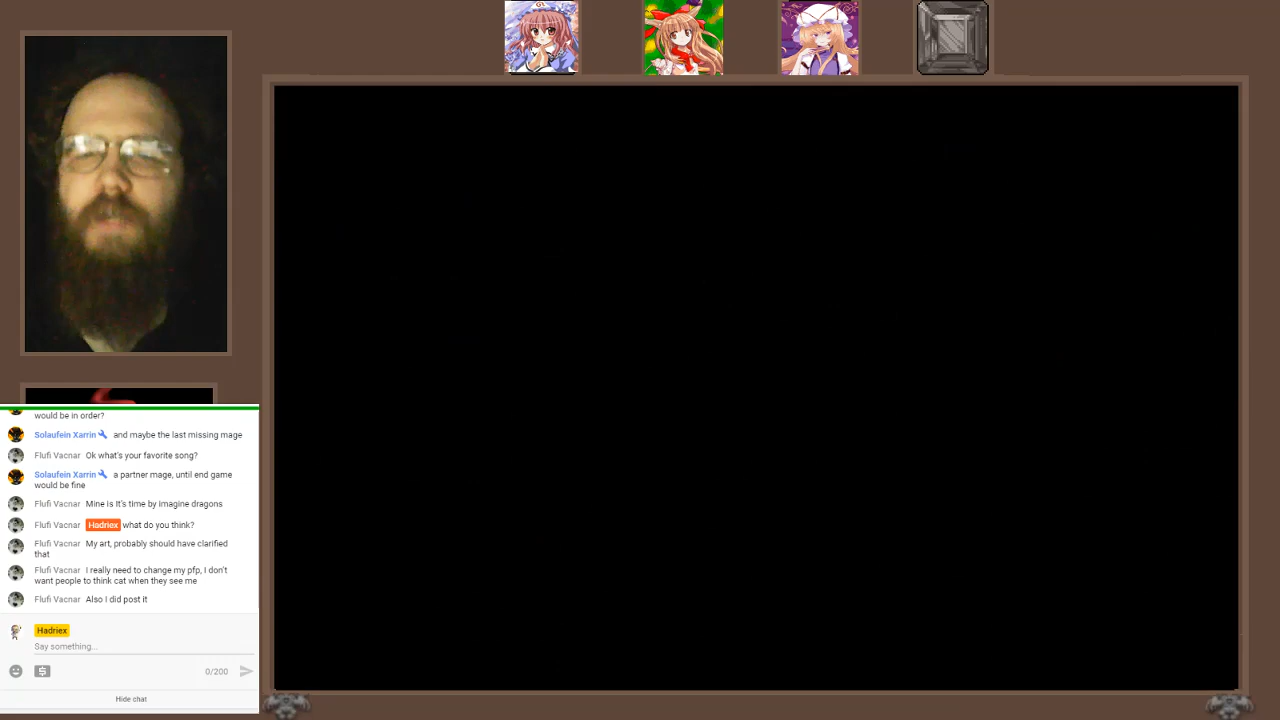 would be in order?
Solaufein Xarrin and maybe the last missing mage
Flufi Vacnar Ok what's your favorite song?
Solaufein Xarrin a partner mage, until end game
would be fine
Flufi Vacnar Mine is It's time by imagine dragons
Flufi Vacnar Hadriex what do you think?
Flufi Vacnar My art, probably should have clarified
that
Flufi Vacnar I really need to change my pfp, I don't
want people to think cat when they see me
Flufi Vacnar Also I did post it
Hadriex
Say something...
0/200
Hide chat